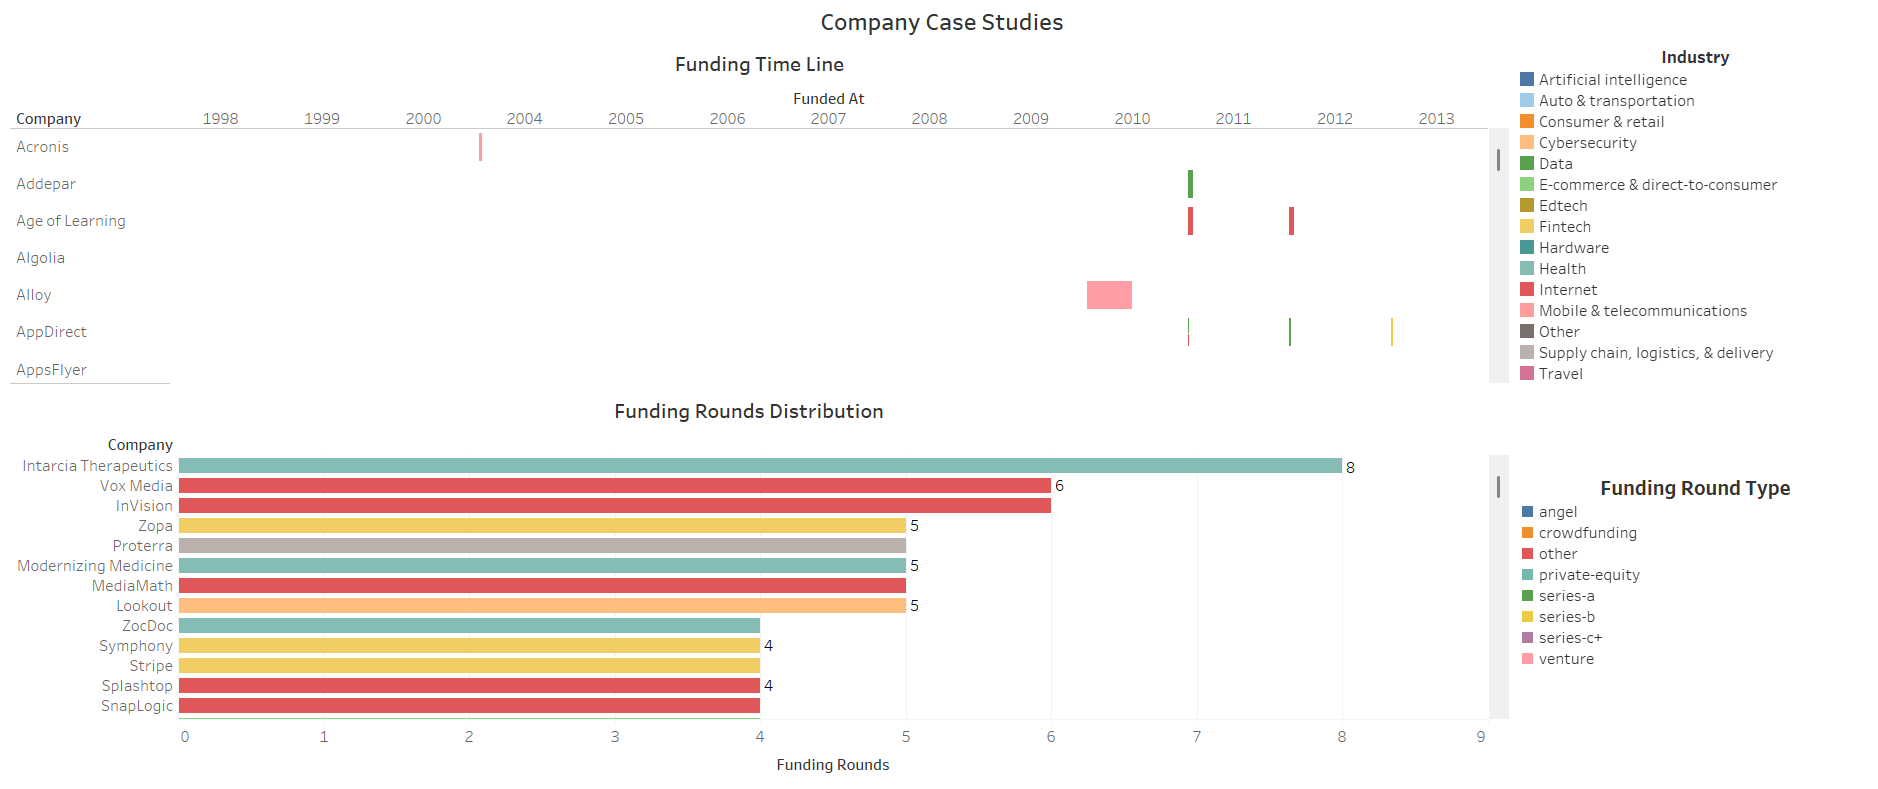 Company Case Studies
Funding Time Line
Funded At
Company 1998 1999 2000 2004 2005 2006 2007 2008 2009 2010 2011 2012 2013
Acronis
Addepar
Age of Learning
Algolia
Alloy
AppDirect
AppsFlyer
Industry
Artificial intelligence
Auto & transportation
Consumer & retail
Cybersecurity
Data
E-commerce & direct-to-consumer
Edtech
Fintech
Hardware
Health
Internet
Mobile & telecommunications
Other
Supply chain, logistics, & delivery
Travel
Funding Rounds Distribution
Company
Intarcia Therapeutics 8
Vox Media 6
InVision
Zopa 5
Proterra
Modernizing Medicine 5
MediaMath
Lookout 5
ZocDoc
Symphony 4
Stripe
Splashtop 4
SnapLogic
0 1 2 3 4 5 6 7 8 9
Funding Rounds
Funding Round Type
angel
crowdfunding
other
private-equity
series-a
series-b
series-c+
venture